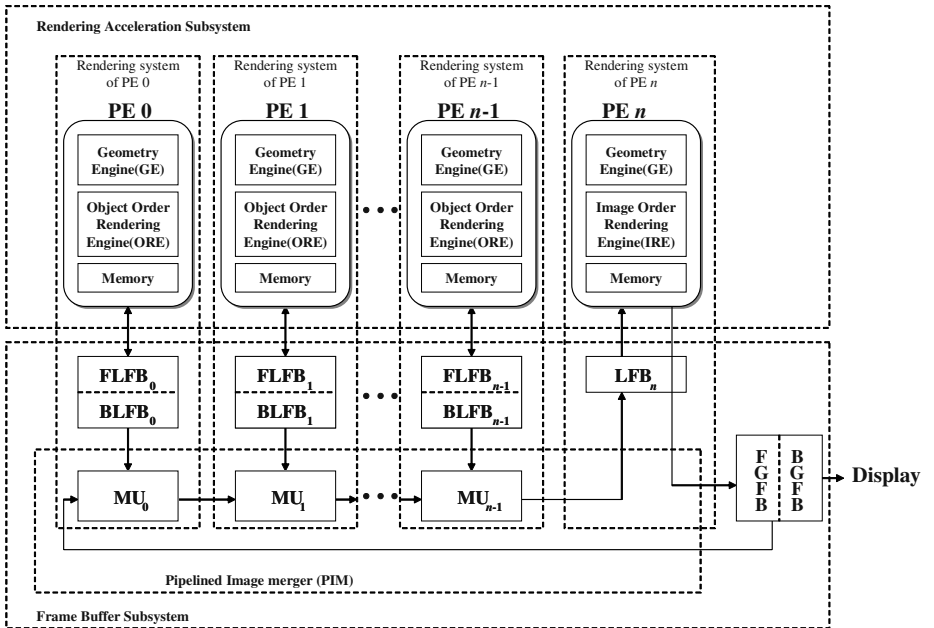 Rendering Acceleration Subsystem
Rendering system
of PE 0
PE 0
Geometry
Engine(GE)
Object Order
Rendering
Engine(ORE)
Memory
Rendering system
of PE 1
PE 1
Geometry
Engine(GE)
Object Order
Rendering
Engine(ORE)
Memory
• • •
Rendering system
of PE n-1
PE n-1
Geometry
Engine(GE)
Object Order
Rendering
Engine(ORE)
Memory
Rendering system
of PE n
PE n
Geometry
Engine(GE)
Image Order
Rendering
Engine(IRE)
Memory
FLFB0
BLFB0
FLFB1
BLFB1
• • •
FLFBn-1
BLFBn-1
LFBn
MU0
MU1
• • •
MUn-1
FGFB
BGFB
Display
Pipelined Image merger (PIM)
Frame Buffer Subsystem